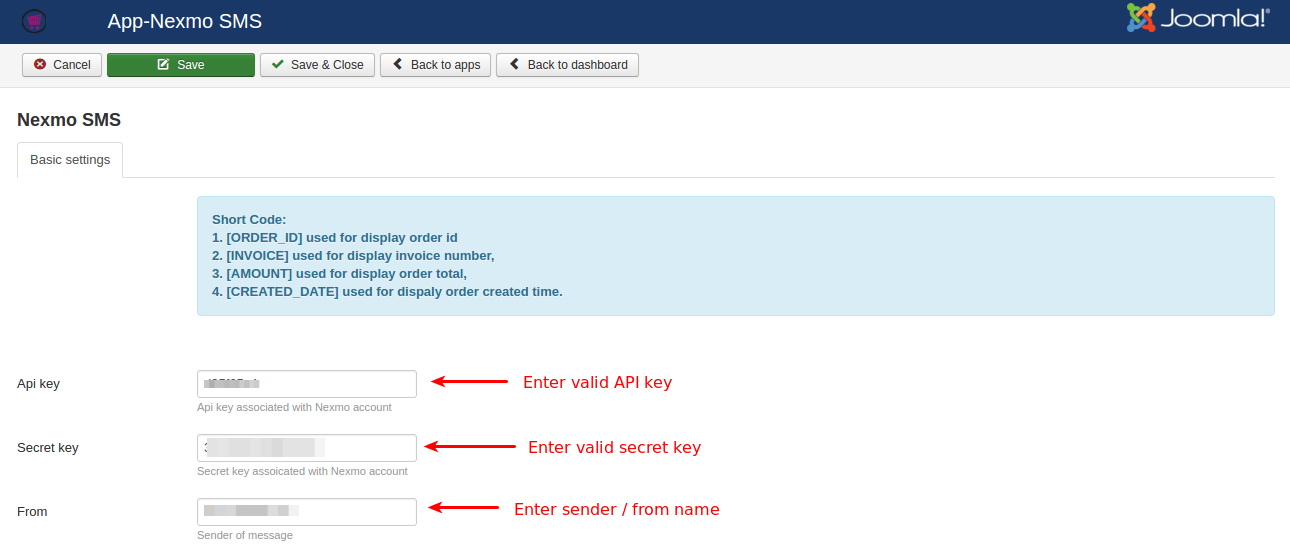 App-Nexmo SMS
Joomla!®
Cancel Save Save & Close Back to apps Back to dashboard
Nexmo SMS
Basic settings
Short Code:
1. [ORDER_ID] used for display order id
2. [INVOICE] used for display invoice number,
3. [AMOUNT] used for display order total,
4. [CREATED_DATE] used for dispaly order created time.
Api key
Enter valid API key
Api key associated with Nexmo account
Secret key
Enter valid secret key
Secret key assoicated with Nexmo account
From
Enter sender / from name
Sender of message